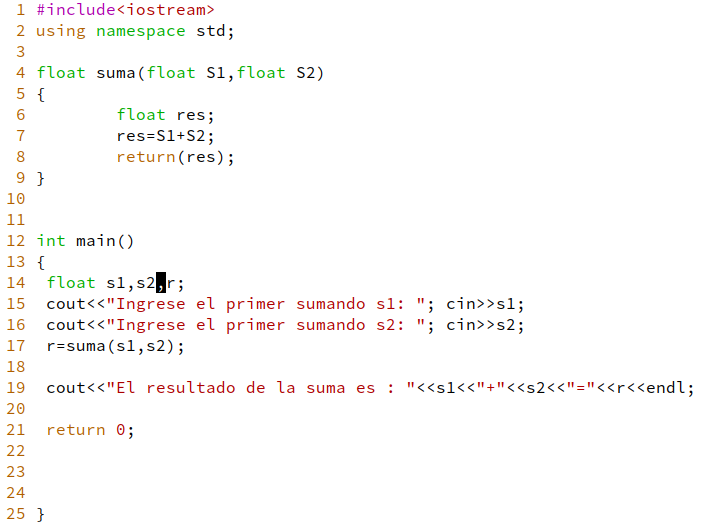 1 #include<iostream>
2 using namespace std;
3
4 float suma(float S1,float S2)
5 {
6         float res;
7         res=S1+S2;
8         return(res);
9 }
10
11
12 int main()
13 {
14  float s1,s2,r;
15  cout<<"Ingrese el primer sumando s1: "; cin>>s1;
16  cout<<"Ingrese el primer sumando s2: "; cin>>s2;
17  r=suma(s1,s2);
18
19  cout<<"El resultado de la suma es : "<<s1<<"+"<<s2<<"="<<r<<endl;
20
21  return 0;
22
23
24
25 }